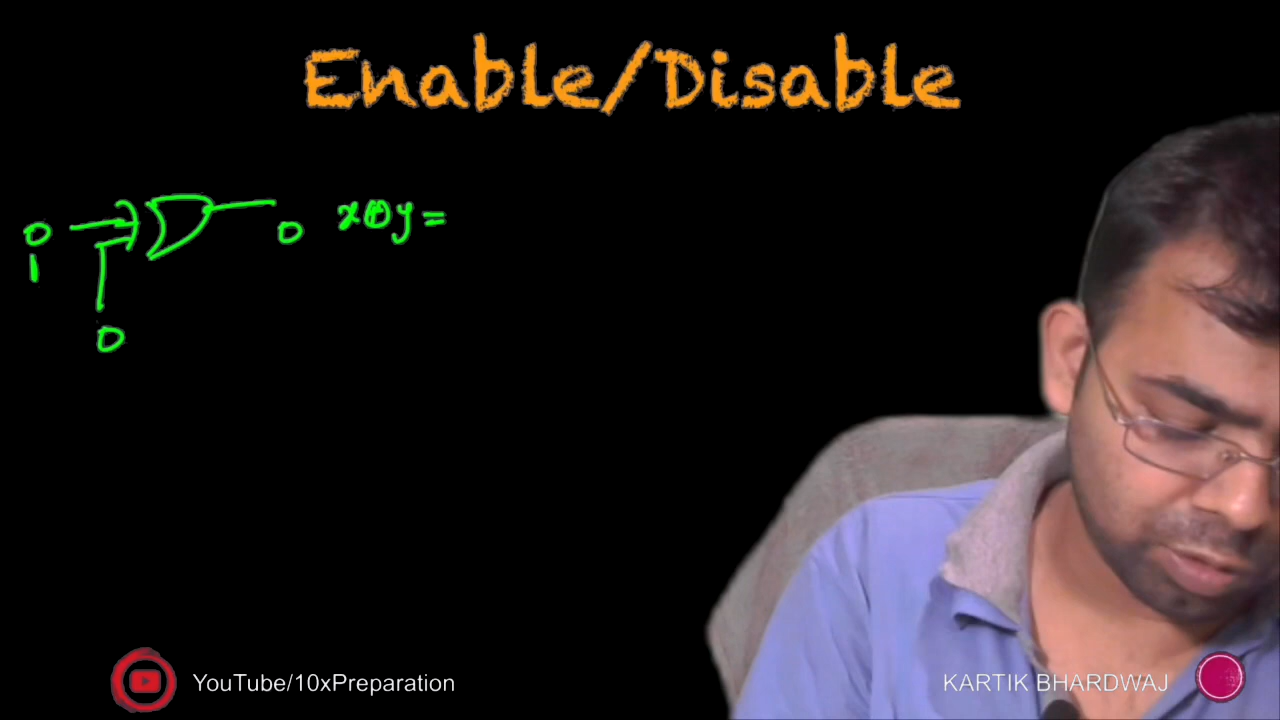 Enable/Disable
0 0 x⊕y =
1
0
YouTube/10xPreparation
KARTIK BHARDWAJ